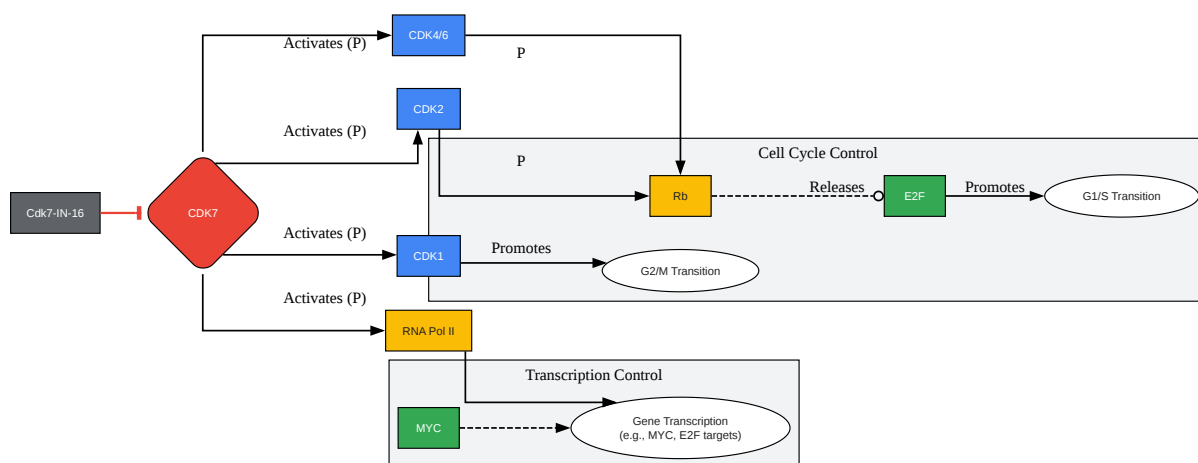 Activates (P)
CDK4/6
P
CDK2
Activates (P)
P
Cell Cycle Control
Cdk7-IN-16
CDK7
Rb
Releases
E2F
Promotes
G1/S Transition
Activates (P)
CDK1
Promotes
G2/M Transition
Activates (P)
RNA Pol II
Transcription Control
MYC
Gene Transcription
(e.g., MYC, E2F targets)